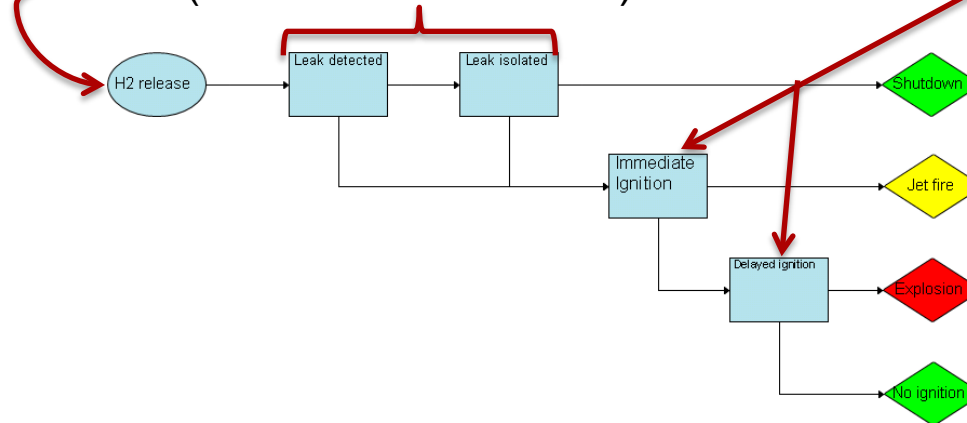 Leak detected
Leak isolated
H2 release
Shutdown
Immediate
Ignition
Jet fire
Delayed ignition
Explosion
No ignition